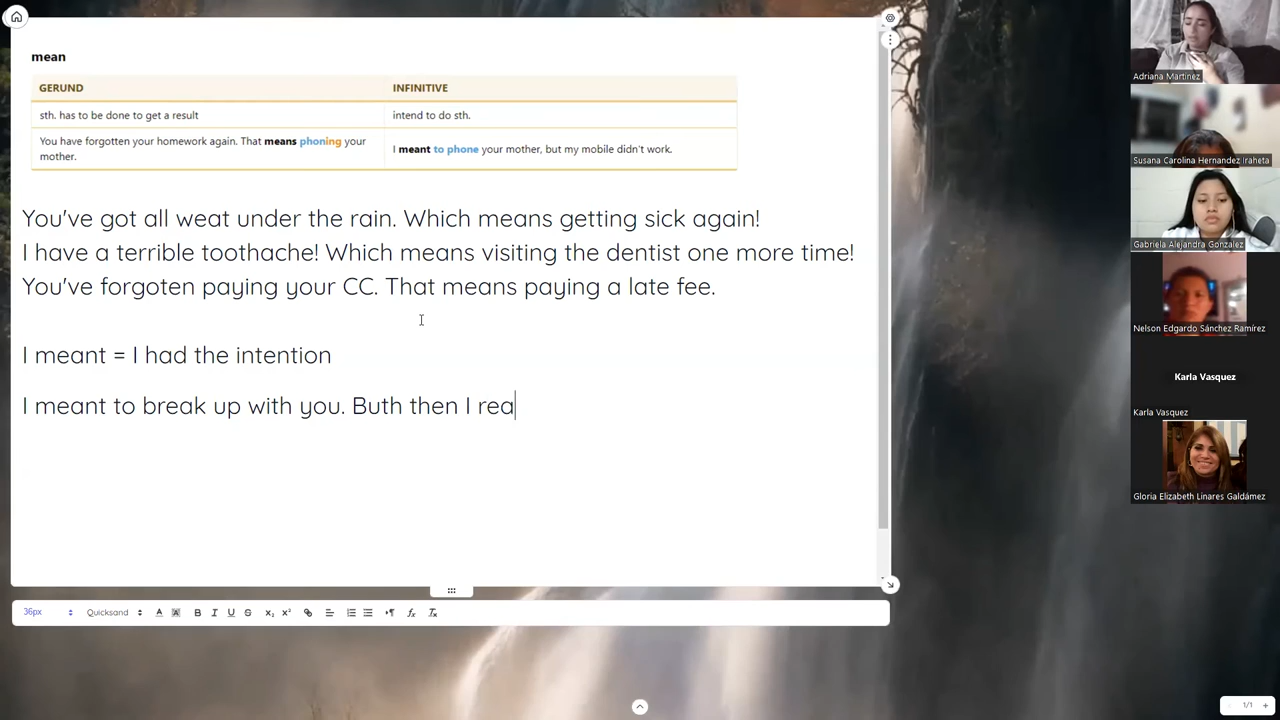 mean
GERUND INFINITIVE
sth. has to be done to get a result intend to do sth.
You have forgotten your homework again. That means phoning your mother. I meant to phone your mother, but my mobile didn't work.
You've got all weat under the rain. Which means getting sick again!
I have a terrible toothache! Which means visiting the dentist one more time!
You've forgoten paying your CC. That means paying a late fee.
I meant = I had the intention
I meant to break up with you. Buth then I rea
36px Quicksand
Adriana Martinez
Susana Carolina Hernandez Iraheta
Gabriela Alejandra Gonzalez
Nelson Edgardo Sánchez Ramírez
Karla Vasquez
Karla Vasquez
Gloria Elizabeth Linares Galdámez
1/1